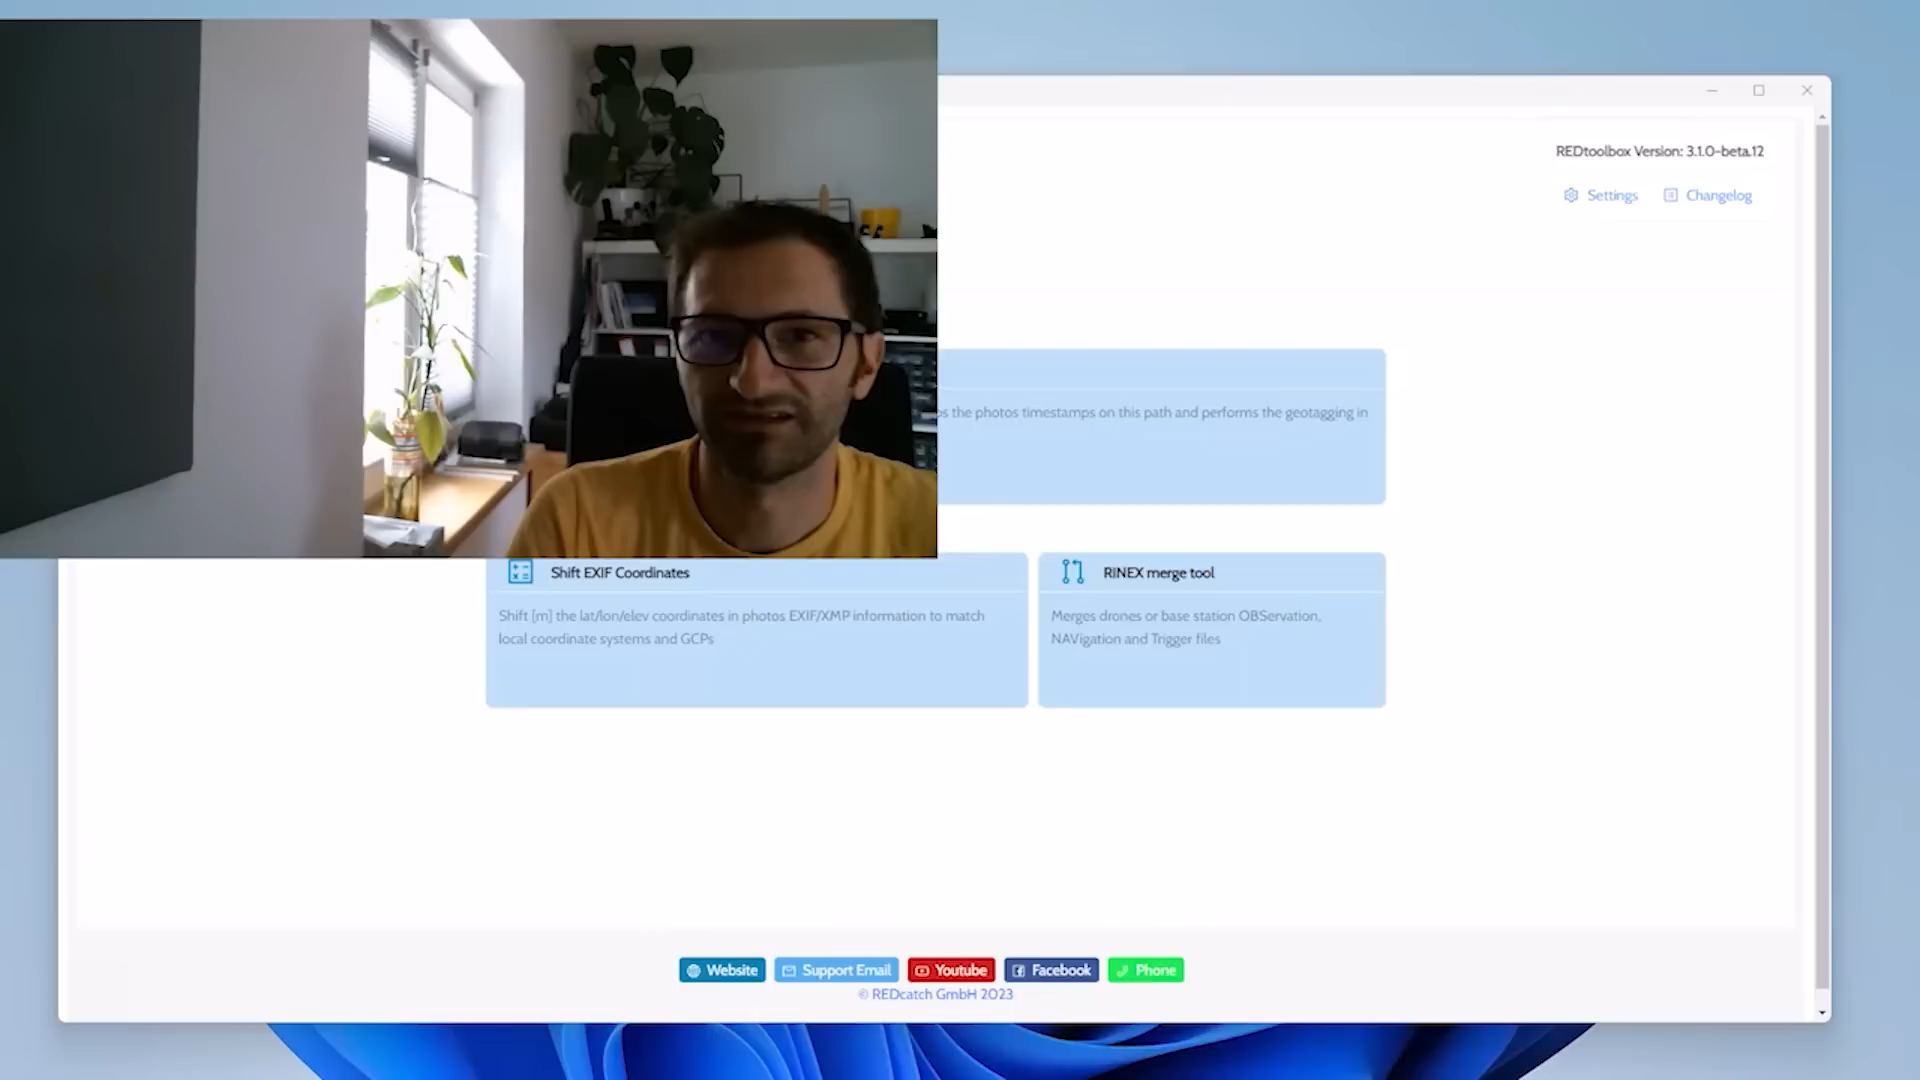 REDtoolbox Version: 3.1.0-beta.12
Settings
Changelog
the photos timestamps on this path and performs the geotagging in
Shift EXIF Coordinates
Shift [m] the lat/lon/elev coordinates in photos EXIF/XMP information to match
local coordinate systems and GCPs
RINEX merge tool
Merges drones or base station OBServation,
NAVigation and Trigger files
Website
Support Email
Youtube
Facebook
Phone
© REDcatch GmbH 2023